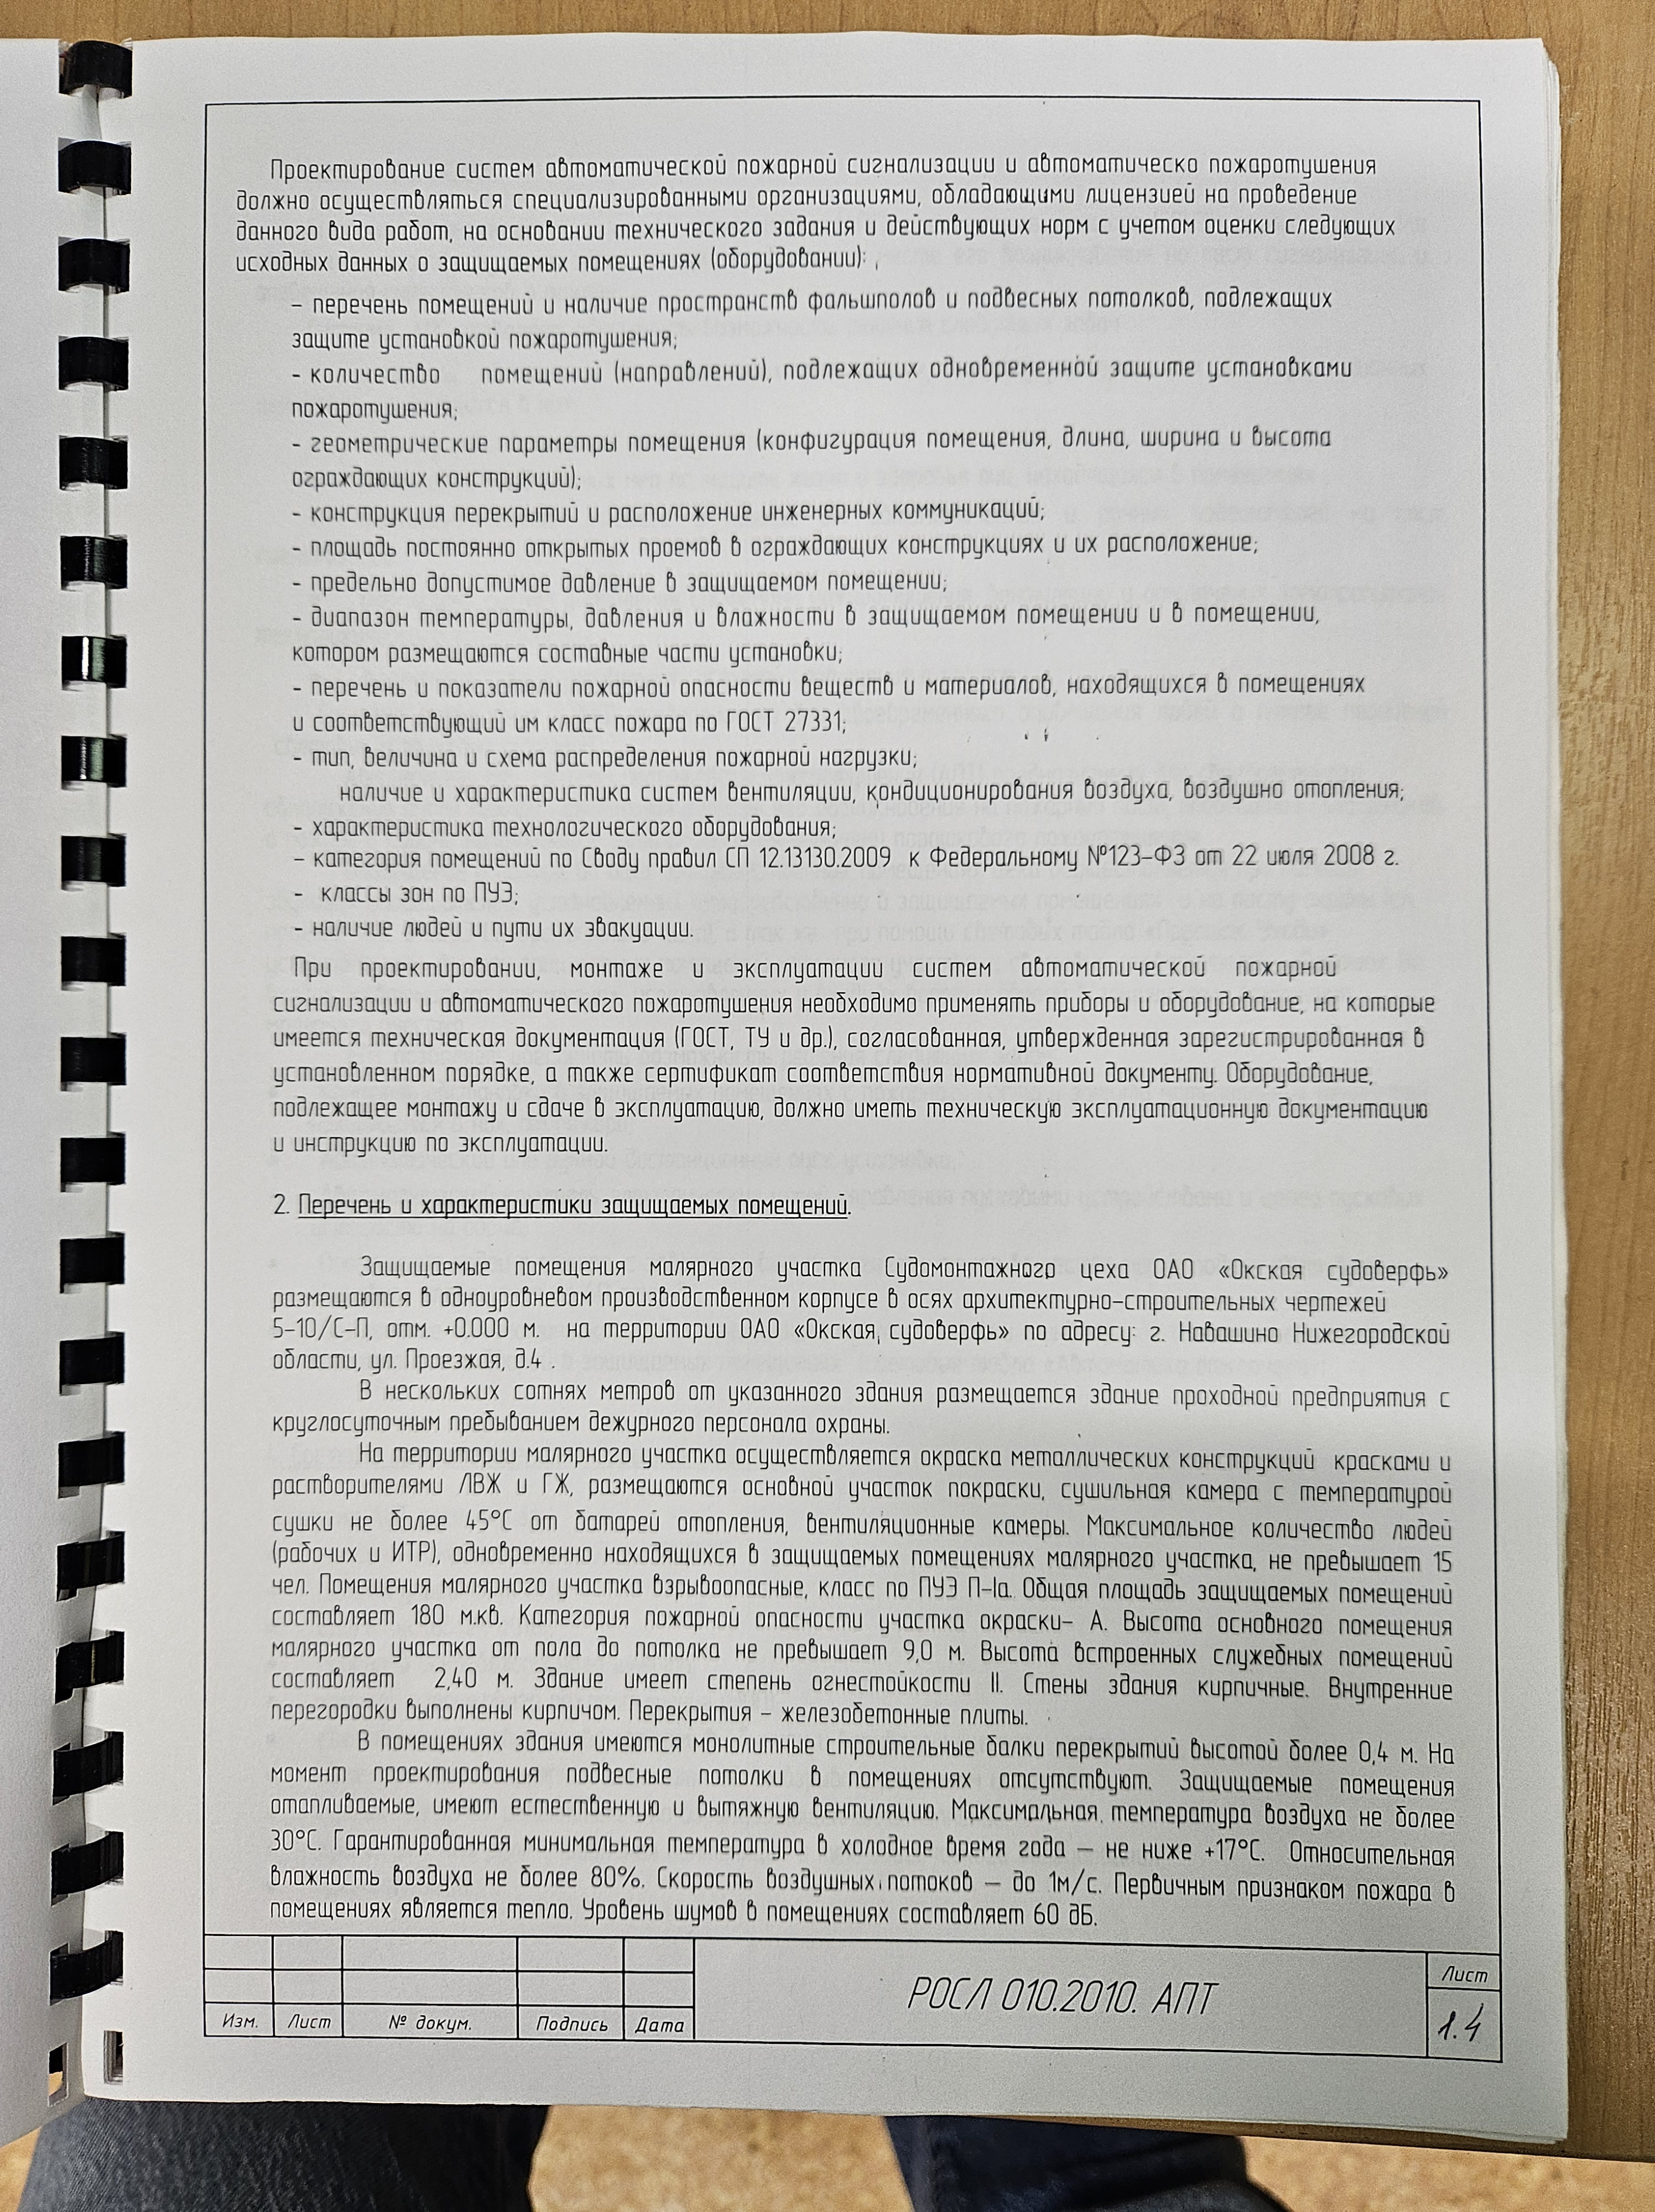 Проектирование систем автоматической пожарной сигнализации и автоматическо пожаротушения
должно осуществляться специализированными организациями, обладающими лицензией на проведение
данного вида работ, на основании технического задания и действующих норм с учетом оценки следующих
исходных данных о защищаемых помещениях (оборудовании):
– перечень помещений и наличие пространств фальшполов и подвесных потолков, подлежащих
защите установкой пожаротушения;
- количество помещений (направлений), подлежащих одновременной защите установками
пожаротушения;
- геометрические параметры помещения (конфигурация помещения, длина, ширина и высота
ограждающих конструкций);
- конструкция перекрытий и расположение инженерных коммуникаций;
- площадь постоянно открытых проемов в ограждающих конструкциях и их расположение;
- предельно допустимое давление в защищаемом помещении;
- диапазон температуры, давления и влажности в защищаемом помещении и в помещении,
котором размещаются составные части установки;
- перечень и показатели пожарной опасности веществ и материалов, находящихся в помещениях
и соответствующий им класс пожара по ГОСТ 27331;
- тип, величина и схема распределения пожарной нагрузки;
наличие и характеристика систем вентиляции, кондиционирования воздуха, воздушно отопления;
- характеристика технологического оборудования;
– категория помещений по Своду правил СП 12.13130.2009 к Федеральному №123–ФЗ от 22 июля 2008 г.
- классы зон по ПУЭ;
- наличие людей и пути их эвакуации.
При проектировании, монтаже и эксплуатации систем автоматической пожарной
сигнализации и автоматического пожаротушения необходимо применять приборы и оборудование, на которые
имеется техническая документация (ГОСТ, ТУ и др.), согласованная, утвержденная зарегистрированная в
установленном порядке, а также сертификат соответствия нормативной документу. Оборудование,
подлежащее монтажу и сдаче в эксплуатацию, должно иметь техническую эксплуатационную документацию
и инструкцию по эксплуатации.
2. Перечень и характеристики защищаемых помещений.
Защищаемые помещения малярного участка Судомонтажного цеха ОАО «Окская судоверфь»
размещаются в одноуровневом производственном корпусе в осях архитектурно–строительных чертежей
5–10/С–П, отм. +0.000 м. на территории ОАО «Окская судоверфь» по адресу: г. Навашино Нижегородской
области, ул. Проезжая, д.4 .
В нескольких сотнях метров от указанного здания размещается здание проходной предприятия с
круглосуточным пребыванием дежурного персонала охраны.
На территории малярного участка осуществляется окраска металлических конструкций красками и
растворителями ЛВЖ и ГЖ, размещаются основной участок покраски, сушильная камера с температурой
сушки не более 45°С от батарей отопления, вентиляционные камеры. Максимальное количество людей
(рабочих и ИТР), одновременно находящихся в защищаемых помещениях малярного участка, не превышает 15
чел. Помещения малярного участка взрывоопасные, класс по ПУЭ П–Iа. Общая площадь защищаемых помещений
составляет 180 м.кв. Категория пожарной опасности участка окраски– А. Высота основного помещения
малярного участка от пола до потолка не превышает 9,0 м. Высота встроенных служебных помещений
составляет 2,40 м. Здание имеет степень огнестойкости II. Стены здания кирпичные. Внутренние
перегородки выполнены кирпичом. Перекрытия – железобетонные плиты.
В помещениях здания имеются монолитные строительные балки перекрытий высотой более 0,4 м. На
момент проектирования подвесные потолки в помещениях отсутствуют. Защищаемые помещения
отапливаемые, имеют естественную и вытяжную вентиляцию. Максимальная температура воздуха не более
30°С. Гарантированная минимальная температура в холодное время года — не ниже +17°С. Относительная
влажность воздуха не более 80%. Скорость воздушных потоков — до 1м/с. Первичным признаком пожара в
помещениях является тепло. Уровень шумов в помещениях составляет 60 дБ.
РОСЛ 010.2010. АПТ
Лист
1.4
Изм. Лист № докум. Подпись Дата